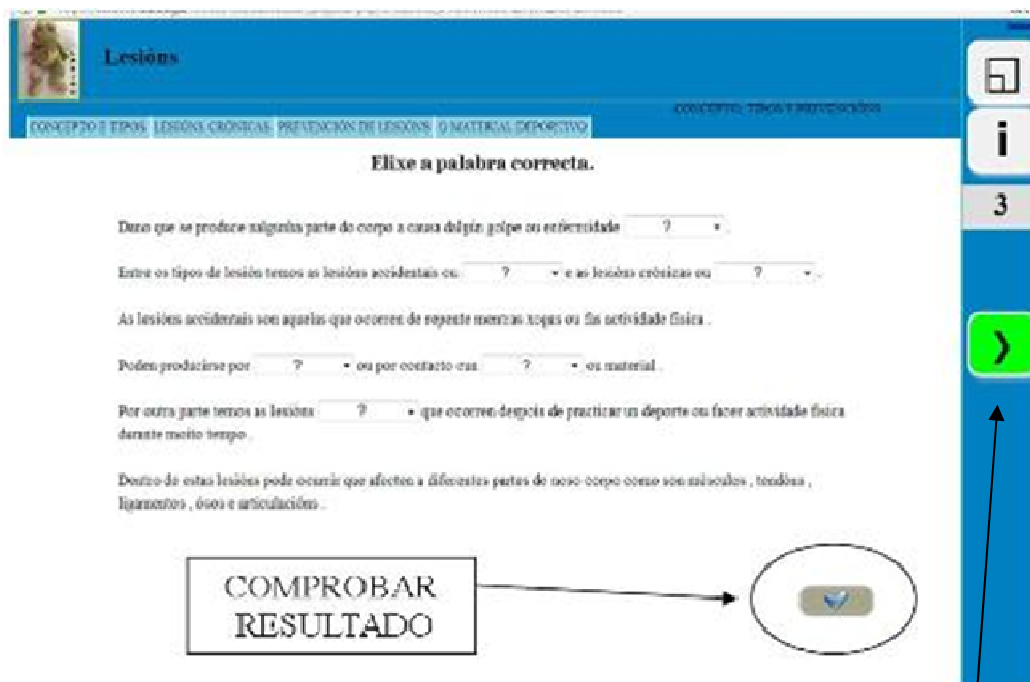 Lesións
CONCEPTO, TIPOS Y PREVENCIÓNS
CONCEPTO E TIPOS LESIÓNS CRÓNICAS PREVENCIÓN DE LESIÓNS O MATERIAL DEPORTIVO
i
3
Elixe a palabra correcta.
Dano que se produce nalgunha parte do corpo a causa dalgún golpe ou enfermidade ? .
Entre os tipos de lesión temos as lesións accidentais ou ? e as lesións crónicas ou ? .
As lesións accidentais son aquelas que ocorren de repente mentras xogas ou fas actividade física .
Poden producirse por ? ou por contacto cun ? ou material .
Por outra parte temos as lesións ? que ocorren despois de practicar un deporte ou facer actividade física
durante moito tempo .
Dentro de estas lesións pode ocurrir que afecten a diferentes partes do noso corpo como son músculos , tendóns ,
ligamentos , ósos e articulacións .
COMPROBAR
RESULTADO